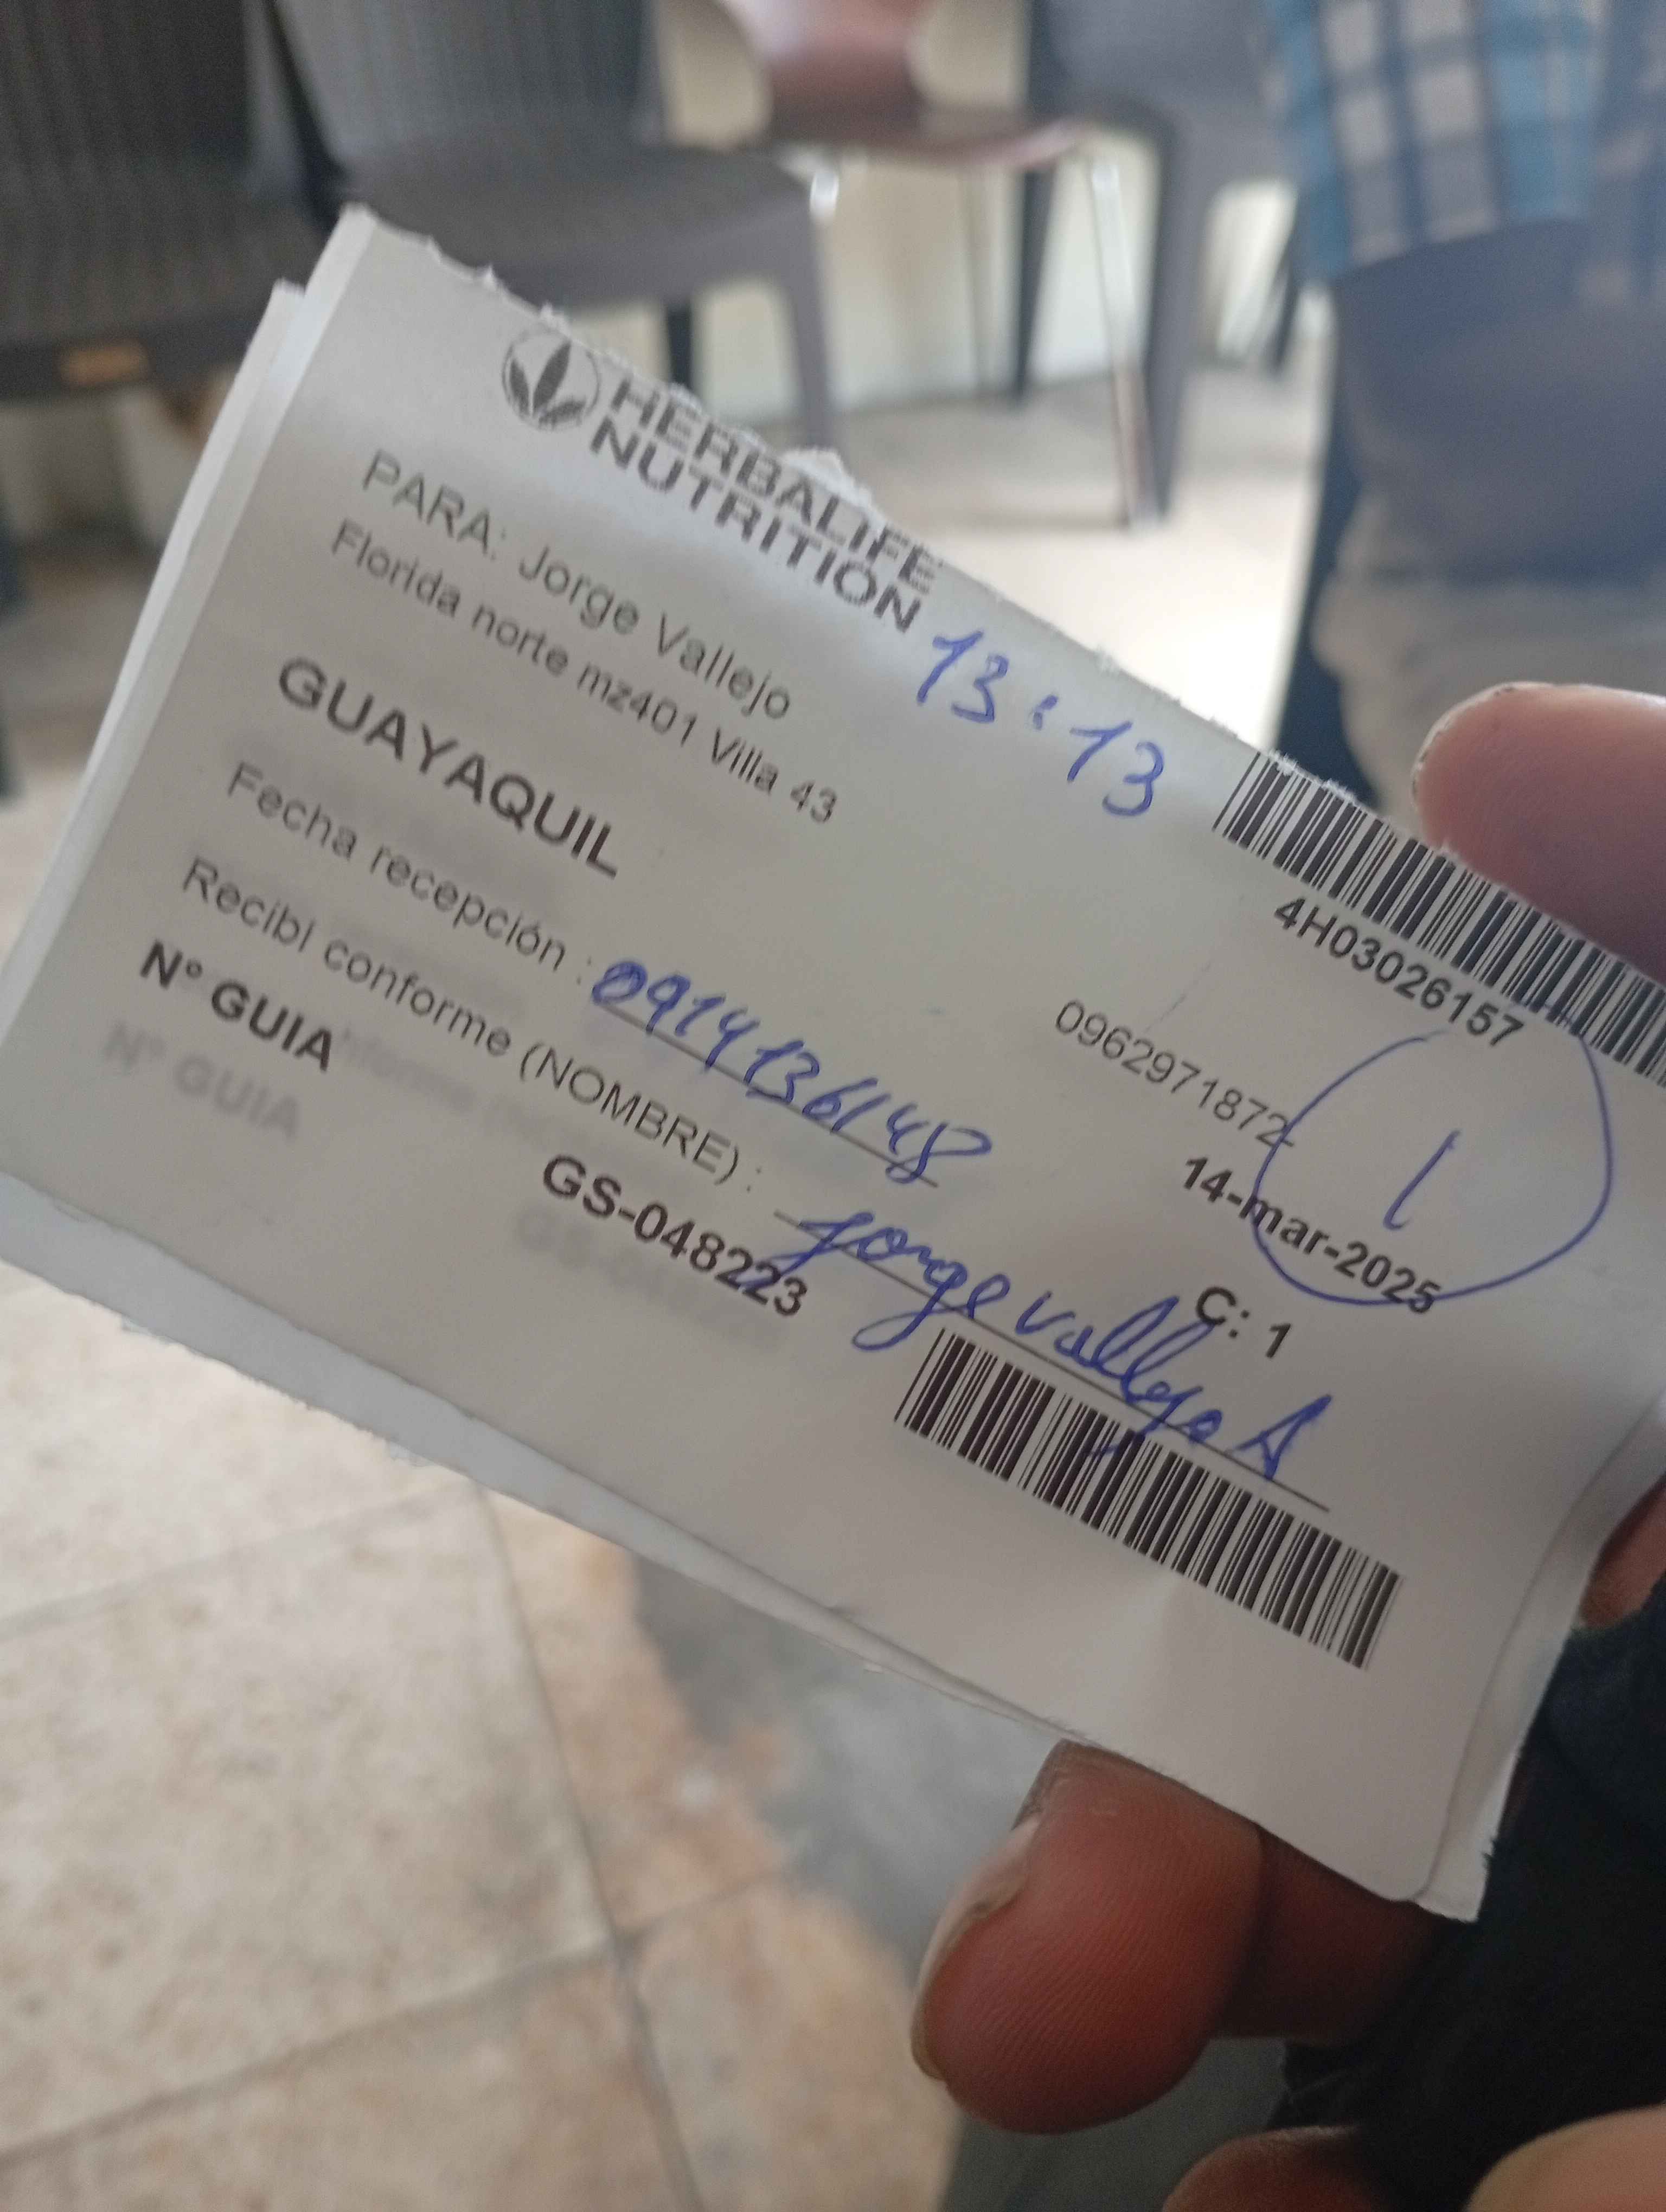 HERBALIFE
NUTRITION
13:13
4H03026157
PARA: Jorge Vallejo
0962971872
Florida norte mz401 Villa 43
1
GUAYAQUIL
14-mar-2025
Fecha recepción : 0914136148
C: 1
Recibí conforme (NOMBRE) : Jorge Vallejo A
Nº GUIA
GS-048223